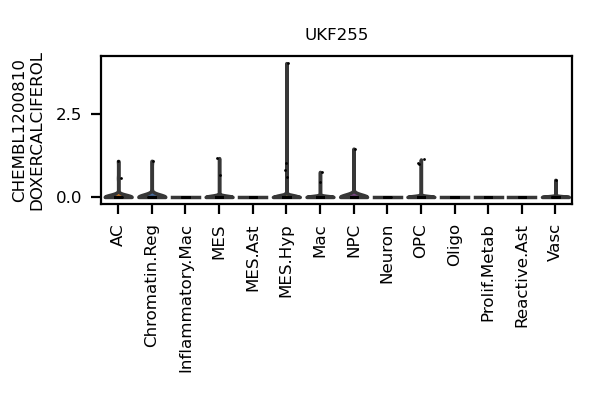 UKF255
CHEMBL1200810
DOXERCALCIFEROL
2.5
0.0
AC
Chromatin.Reg
Inflammatory.Mac
MES
MES.Ast
MES.Hyp
Mac
NPC
Neuron
OPC
Oligo
Prolif.Metab
Reactive.Ast
Vasc